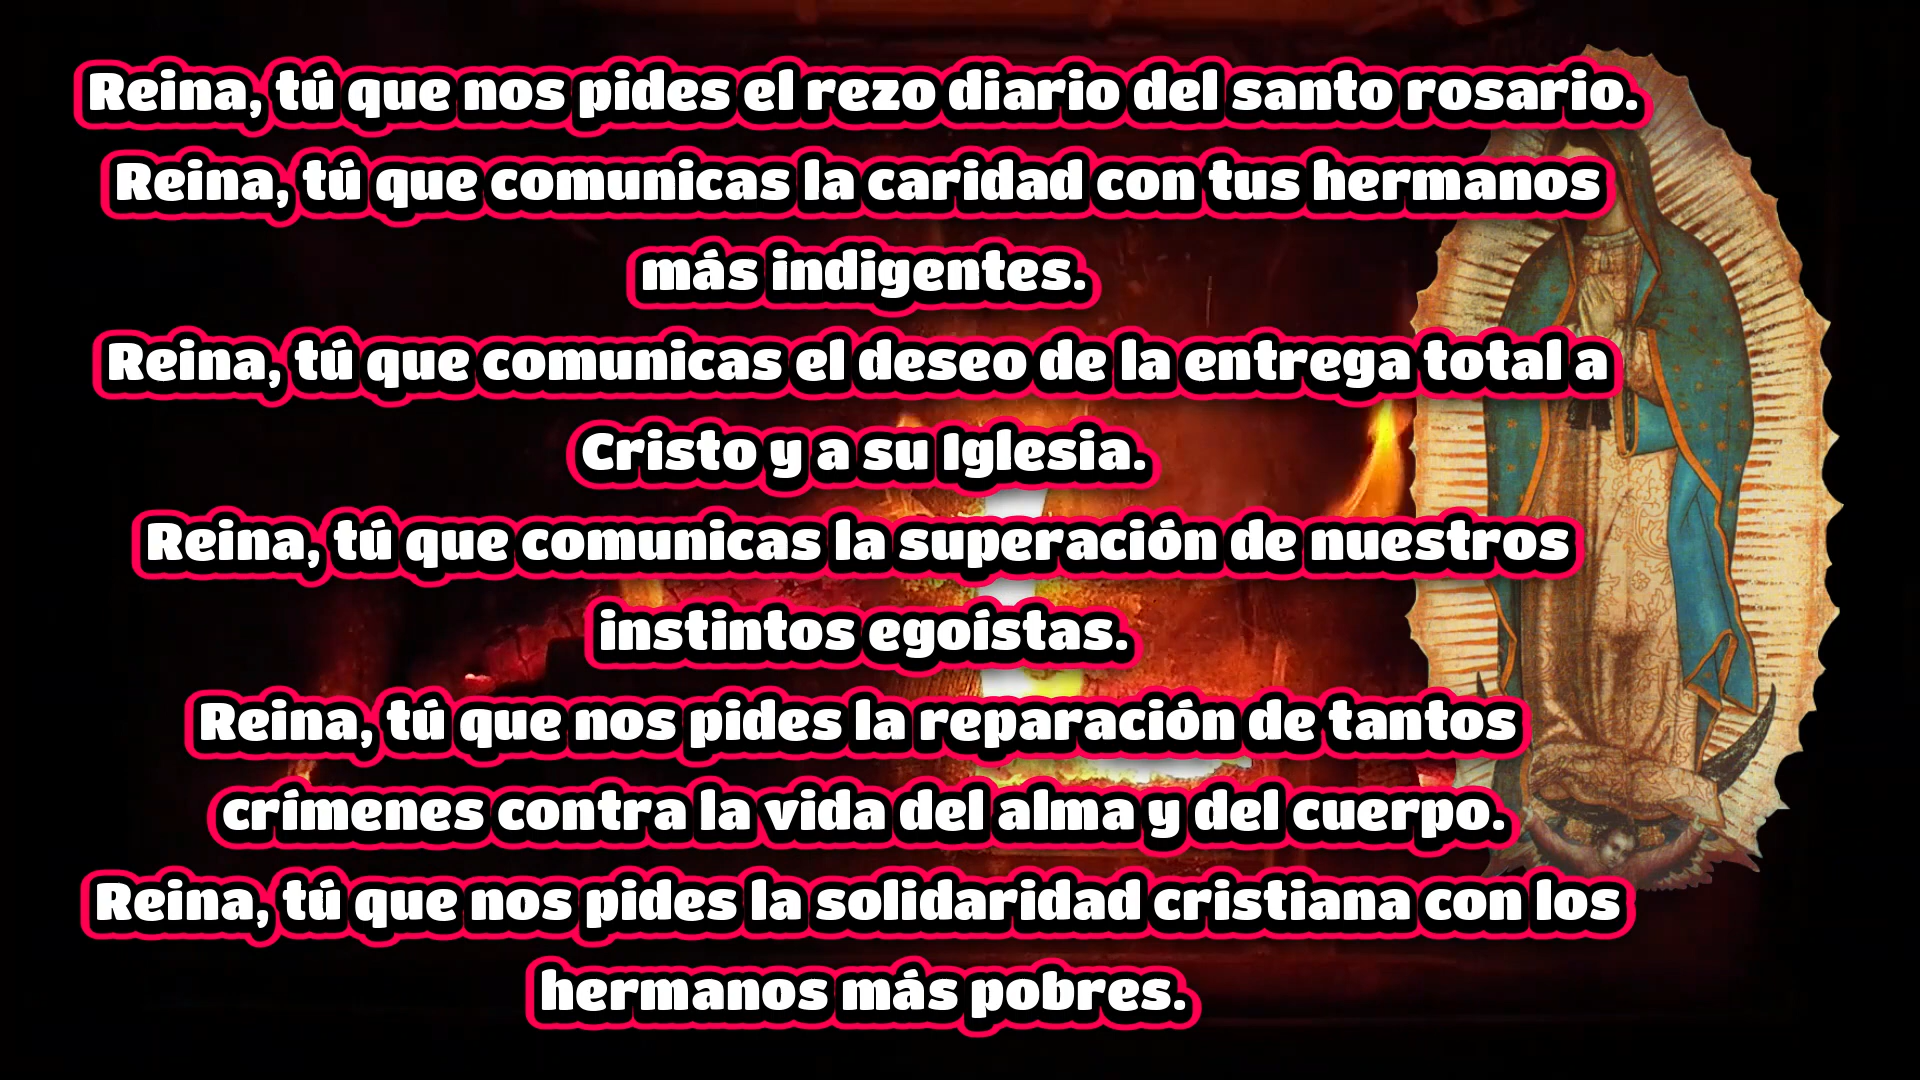 Reina, tú que nos pides el rezo diario del santo rosario.
Reina, tú que comunicas la caridad con tus hermanos
más indigentes.
Reina, tú que comunicas el deseo de la entrega total a
Cristo y a su Iglesia.
Reina, tú que comunicas la superación de nuestros
instintos egoístas.
Reina, tú que nos pides la reparación de tantos
crímenes contra la vida del alma y del cuerpo.
Reina, tú que nos pides la solidaridad cristiana con los
hermanos más pobres.